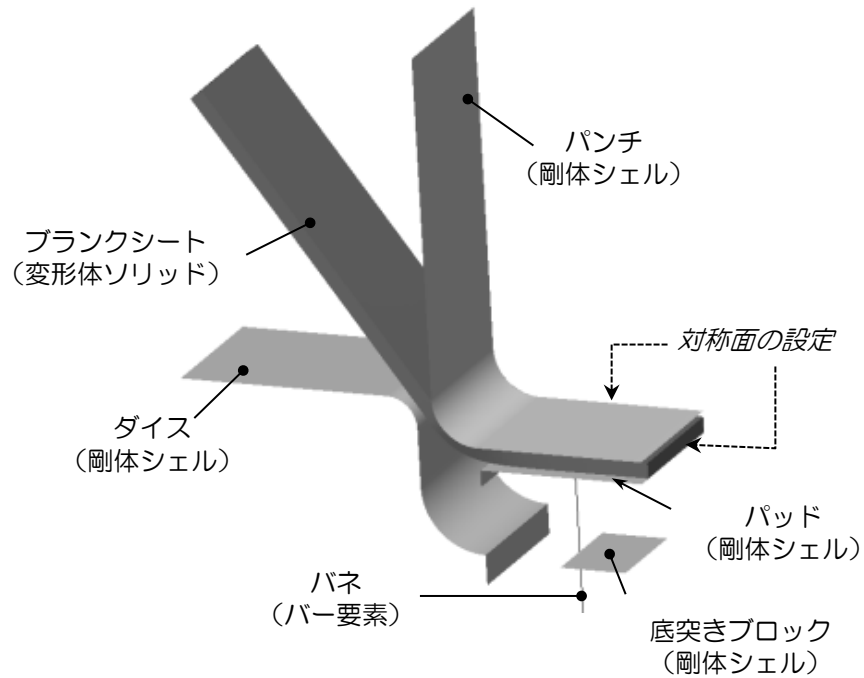 パンチ
（剛体シェル）
ブランクシート
（変形体ソリッド）
対称面の設定
ダイス
（剛体シェル）
パッド
（剛体シェル）
バネ
（バー要素）
底突きブロック
（剛体シェル）